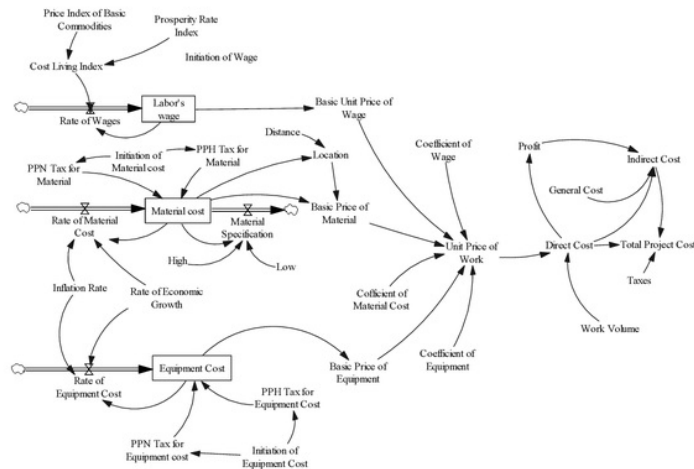 Price Index of Basic
Commodities
Prosperity Rate
Index
Initiation of Wage
Cost Living Index
Labor's
wage
Rate of Wages
Basic Unit Price of
Wage
Distance
Initiation of
Material cost
PPH Tax for
Material
PPN Tax for
Material
Location
Coefficient of
Wage
Profit
Indirect Cost
General Cost
Material cost
Rate of Material
Cost
Material
Specification
Basic Price of
Material
Unit Price of
Work
Direct Cost
Total Project Cost
High
Low
Taxes
Inflation Rate
Rate of Economic
Growth
Cofficient of
Material Cost
Work Volume
Coefficient of
Equipment
Equipment Cost
Basic Price of
Equipment
Rate of
Equipment Cost
PPH Tax for
Equipment Cost
PPN Tax for
Equipment cost
Initiation of
Equipment Cost